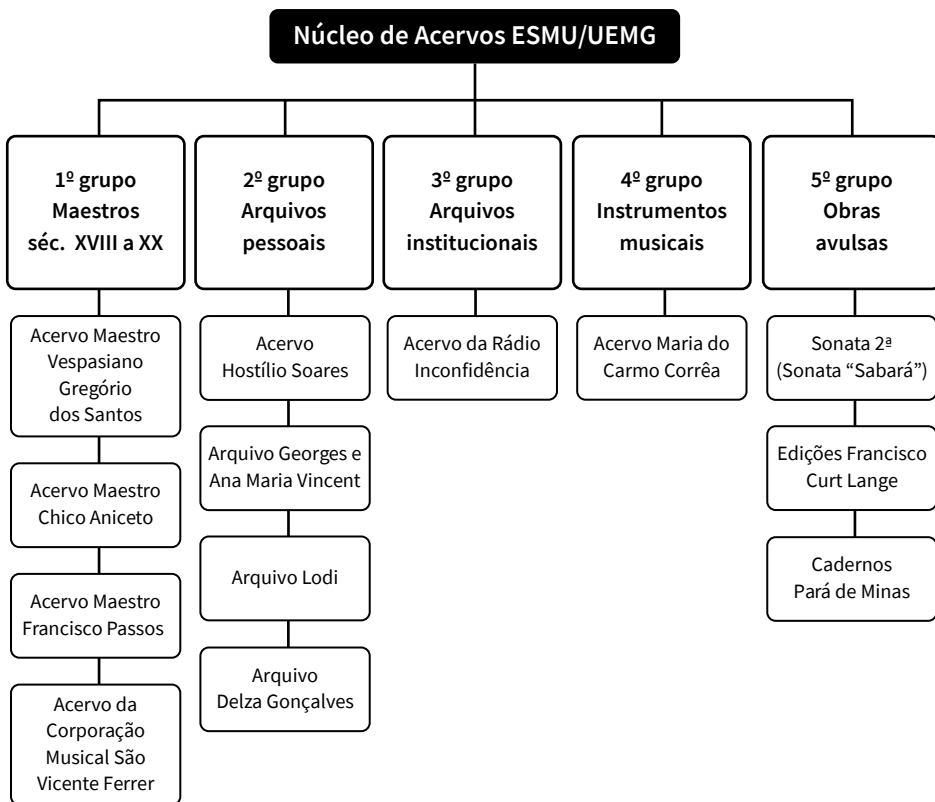 Núcleo de Acervos ESMU/UEMG
1º grupo
Maestros
séc. XVIII a XX
2º grupo
Arquivos
pessoais
3º grupo
Arquivos
institucionais
4º grupo
Instrumentos
musicais
5º grupo
Obras
avulsas
Acervo Maestro
Vespasiano
Gregório
dos Santos
Acervo Maestro
Chico Aniceto
Acervo Maestro
Francisco Passos
Acervo da
Corporação
Musical São
Vicente Ferrer
Acervo
Hostílio Soares
Arquivo Georges e
Ana Maria Vincent
Arquivo Lodi
Arquivo
Delza Gonçalves
Acervo da Rádio
Inconfidência
Acervo Maria do
Carmo Corrêa
Sonata 2ª
(Sonata “Sabará”)
Edições Francisco
Curt Lange
Cadernos
Pará de Minas